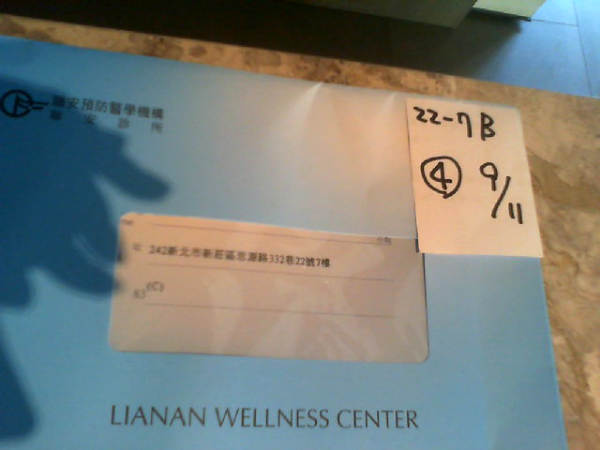 聯安預防醫學機構
聯安診所
22-7B
④ 9/11
242新北市新莊區思源路332巷22號7樓
(C)
83
LIANAN WELLNESS CENTER